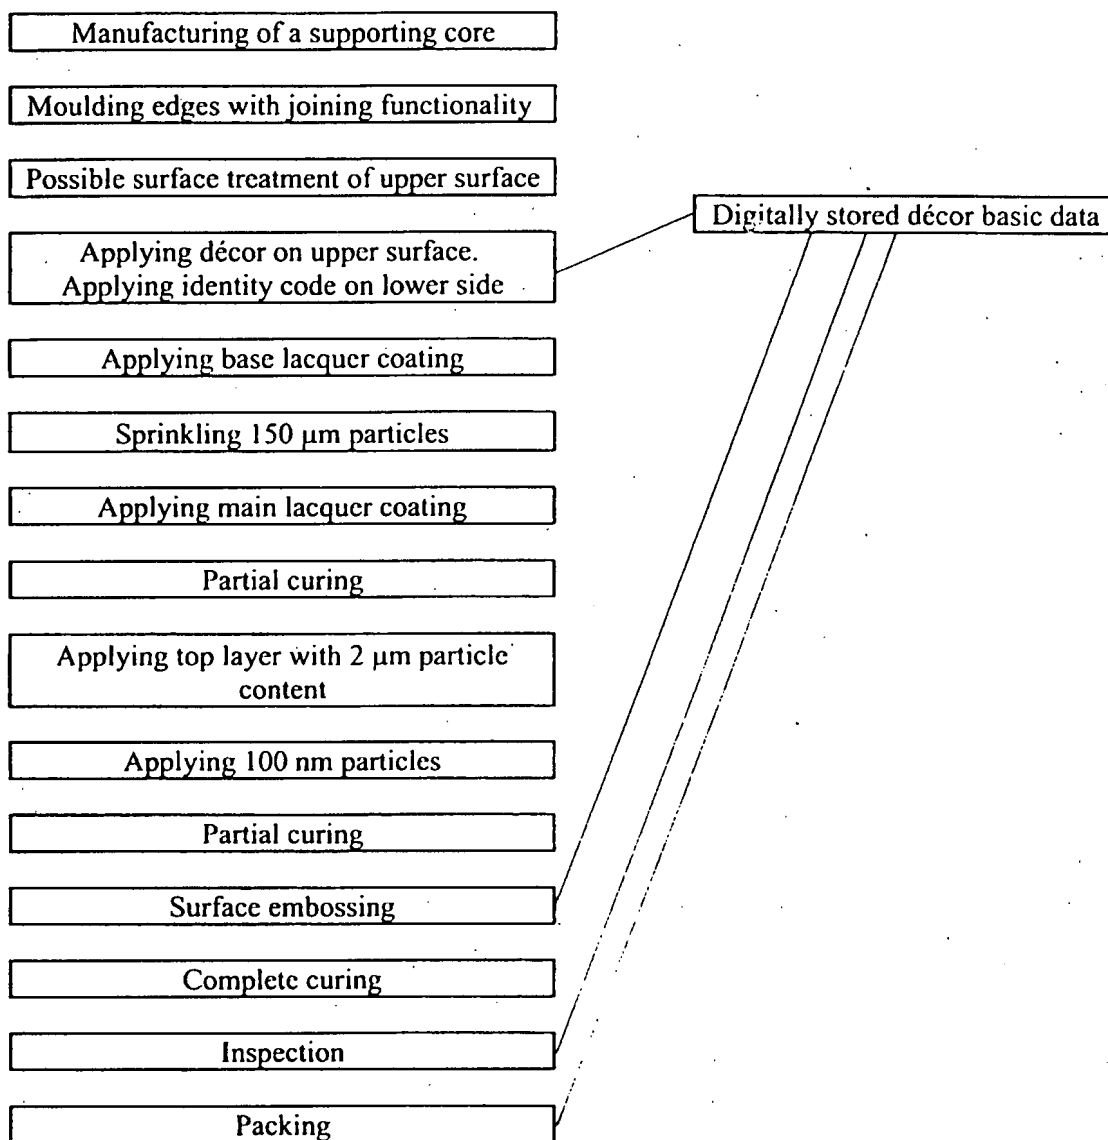 Manufacturing of a supporting core
Moulding edges with joining functionality
Possible surface treatment of upper surface
Digitally stored décor basic data
Applying décor on upper surface.
Applying identity code on lower side
Applying base lacquer coating
Sprinkling 150 µm particles
Applying main lacquer coating
Partial curing
Applying top layer with 2 µm particle
content
Applying 100 nm particles
Partial curing
Surface embossing
Complete curing
Inspection
Packing